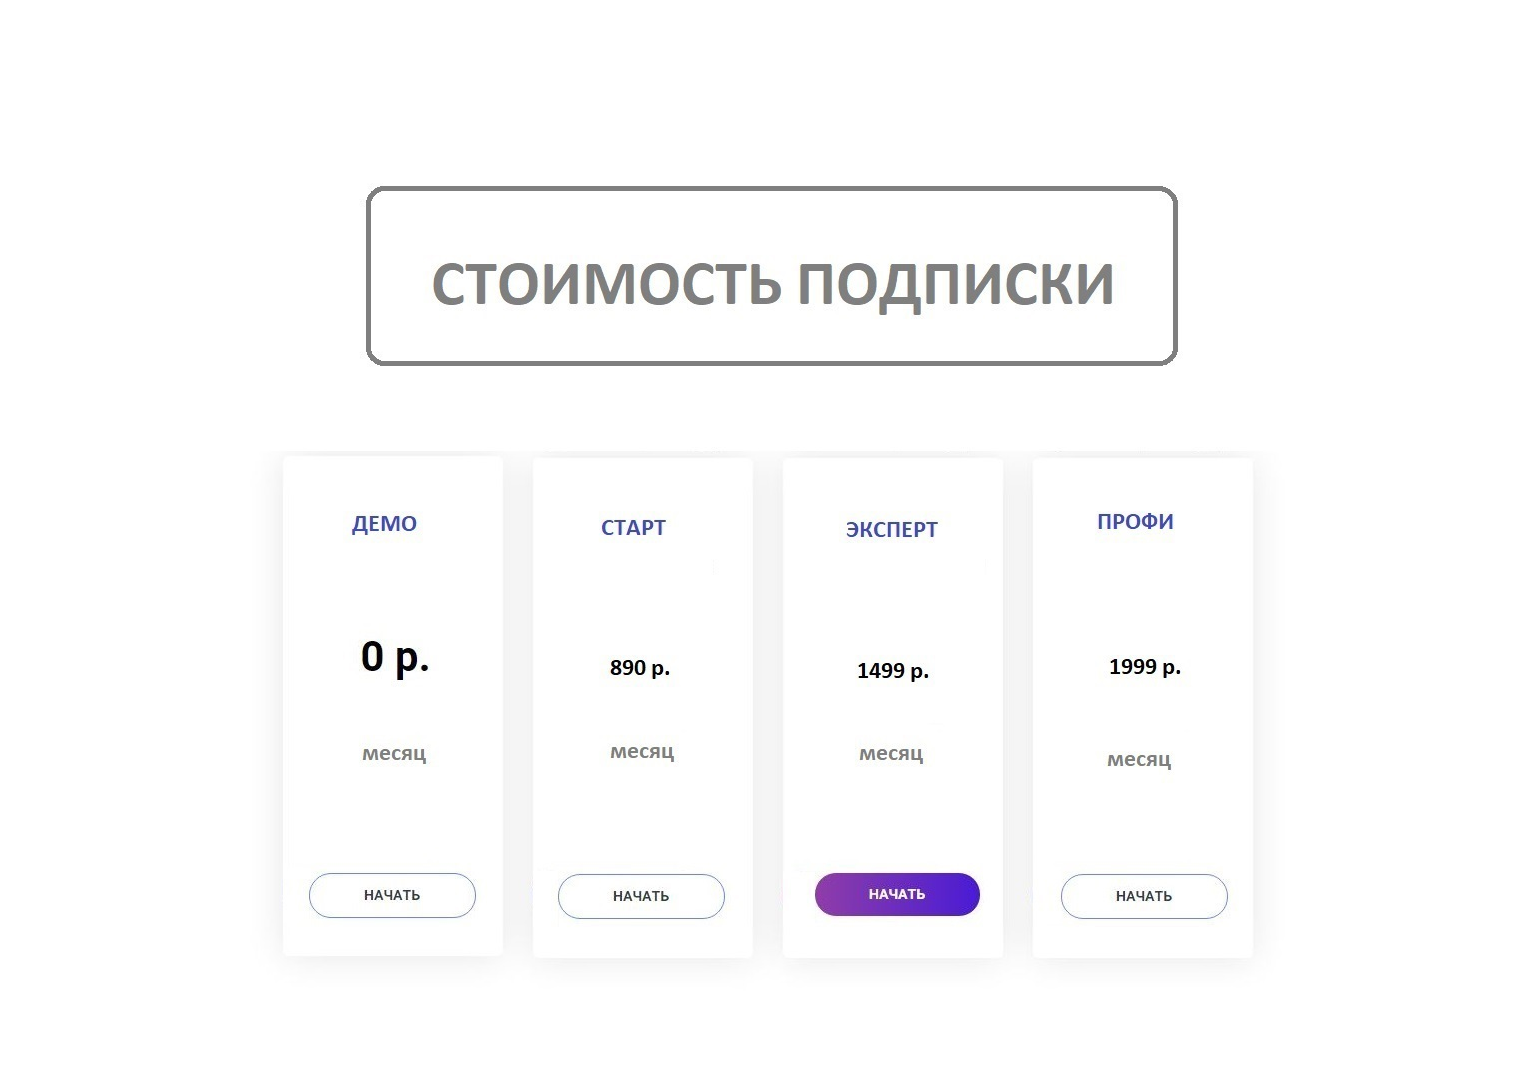 СТОИМОСТЬ ПОДПИСКИ
ДЕМО
0 р.
месяц
НАЧАТЬ
СТАРТ
890 р.
месяц
НАЧАТЬ
ЭКСПЕРТ
1499 р.
месяц
НАЧАТЬ
ПРОФИ
1999 р.
месяц
НАЧАТЬ